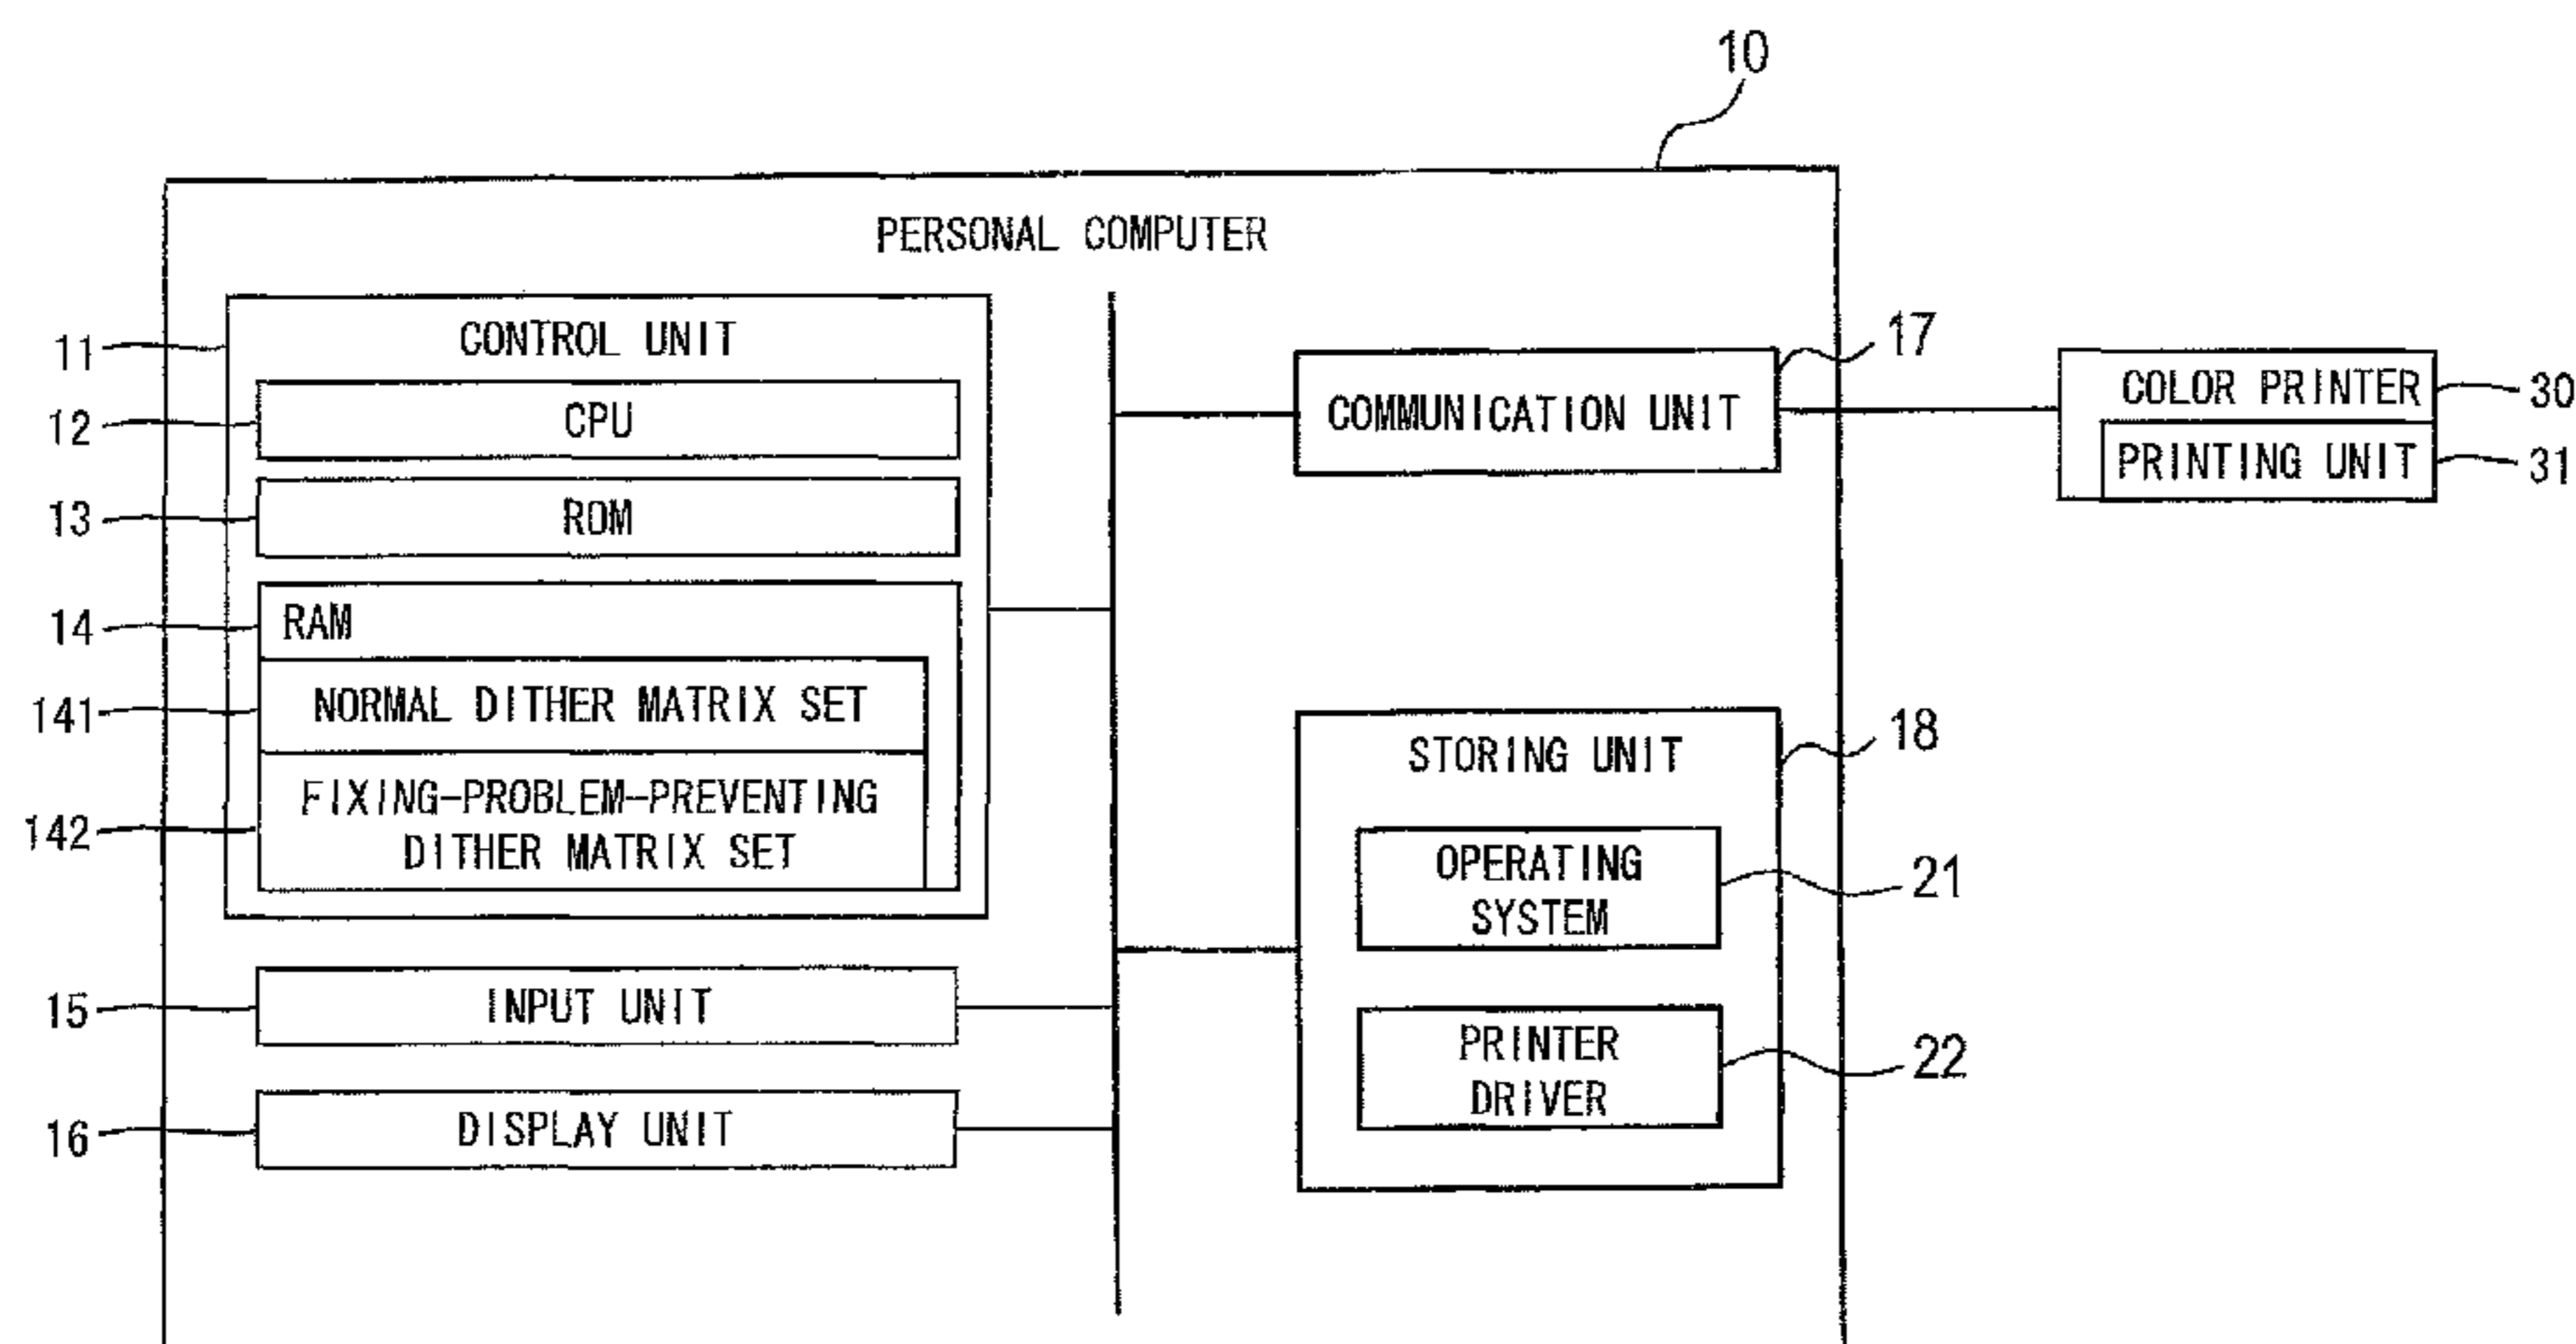 10
PERSONAL COMPUTER
11
CONTROL UNIT
12
CPU
13
ROM
14
RAM
141
NORMAL DITHER MATRIX SET
142
FIXING-PROBLEM-PREVENTING
DITHER MATRIX SET
15
INPUT UNIT
16
DISPLAY UNIT
17
COMMUNICATION UNIT
18
STORING UNIT
OPERATING
SYSTEM
21
PRINTER
DRIVER
22
COLOR PRINTER
30
PRINTING UNIT
31